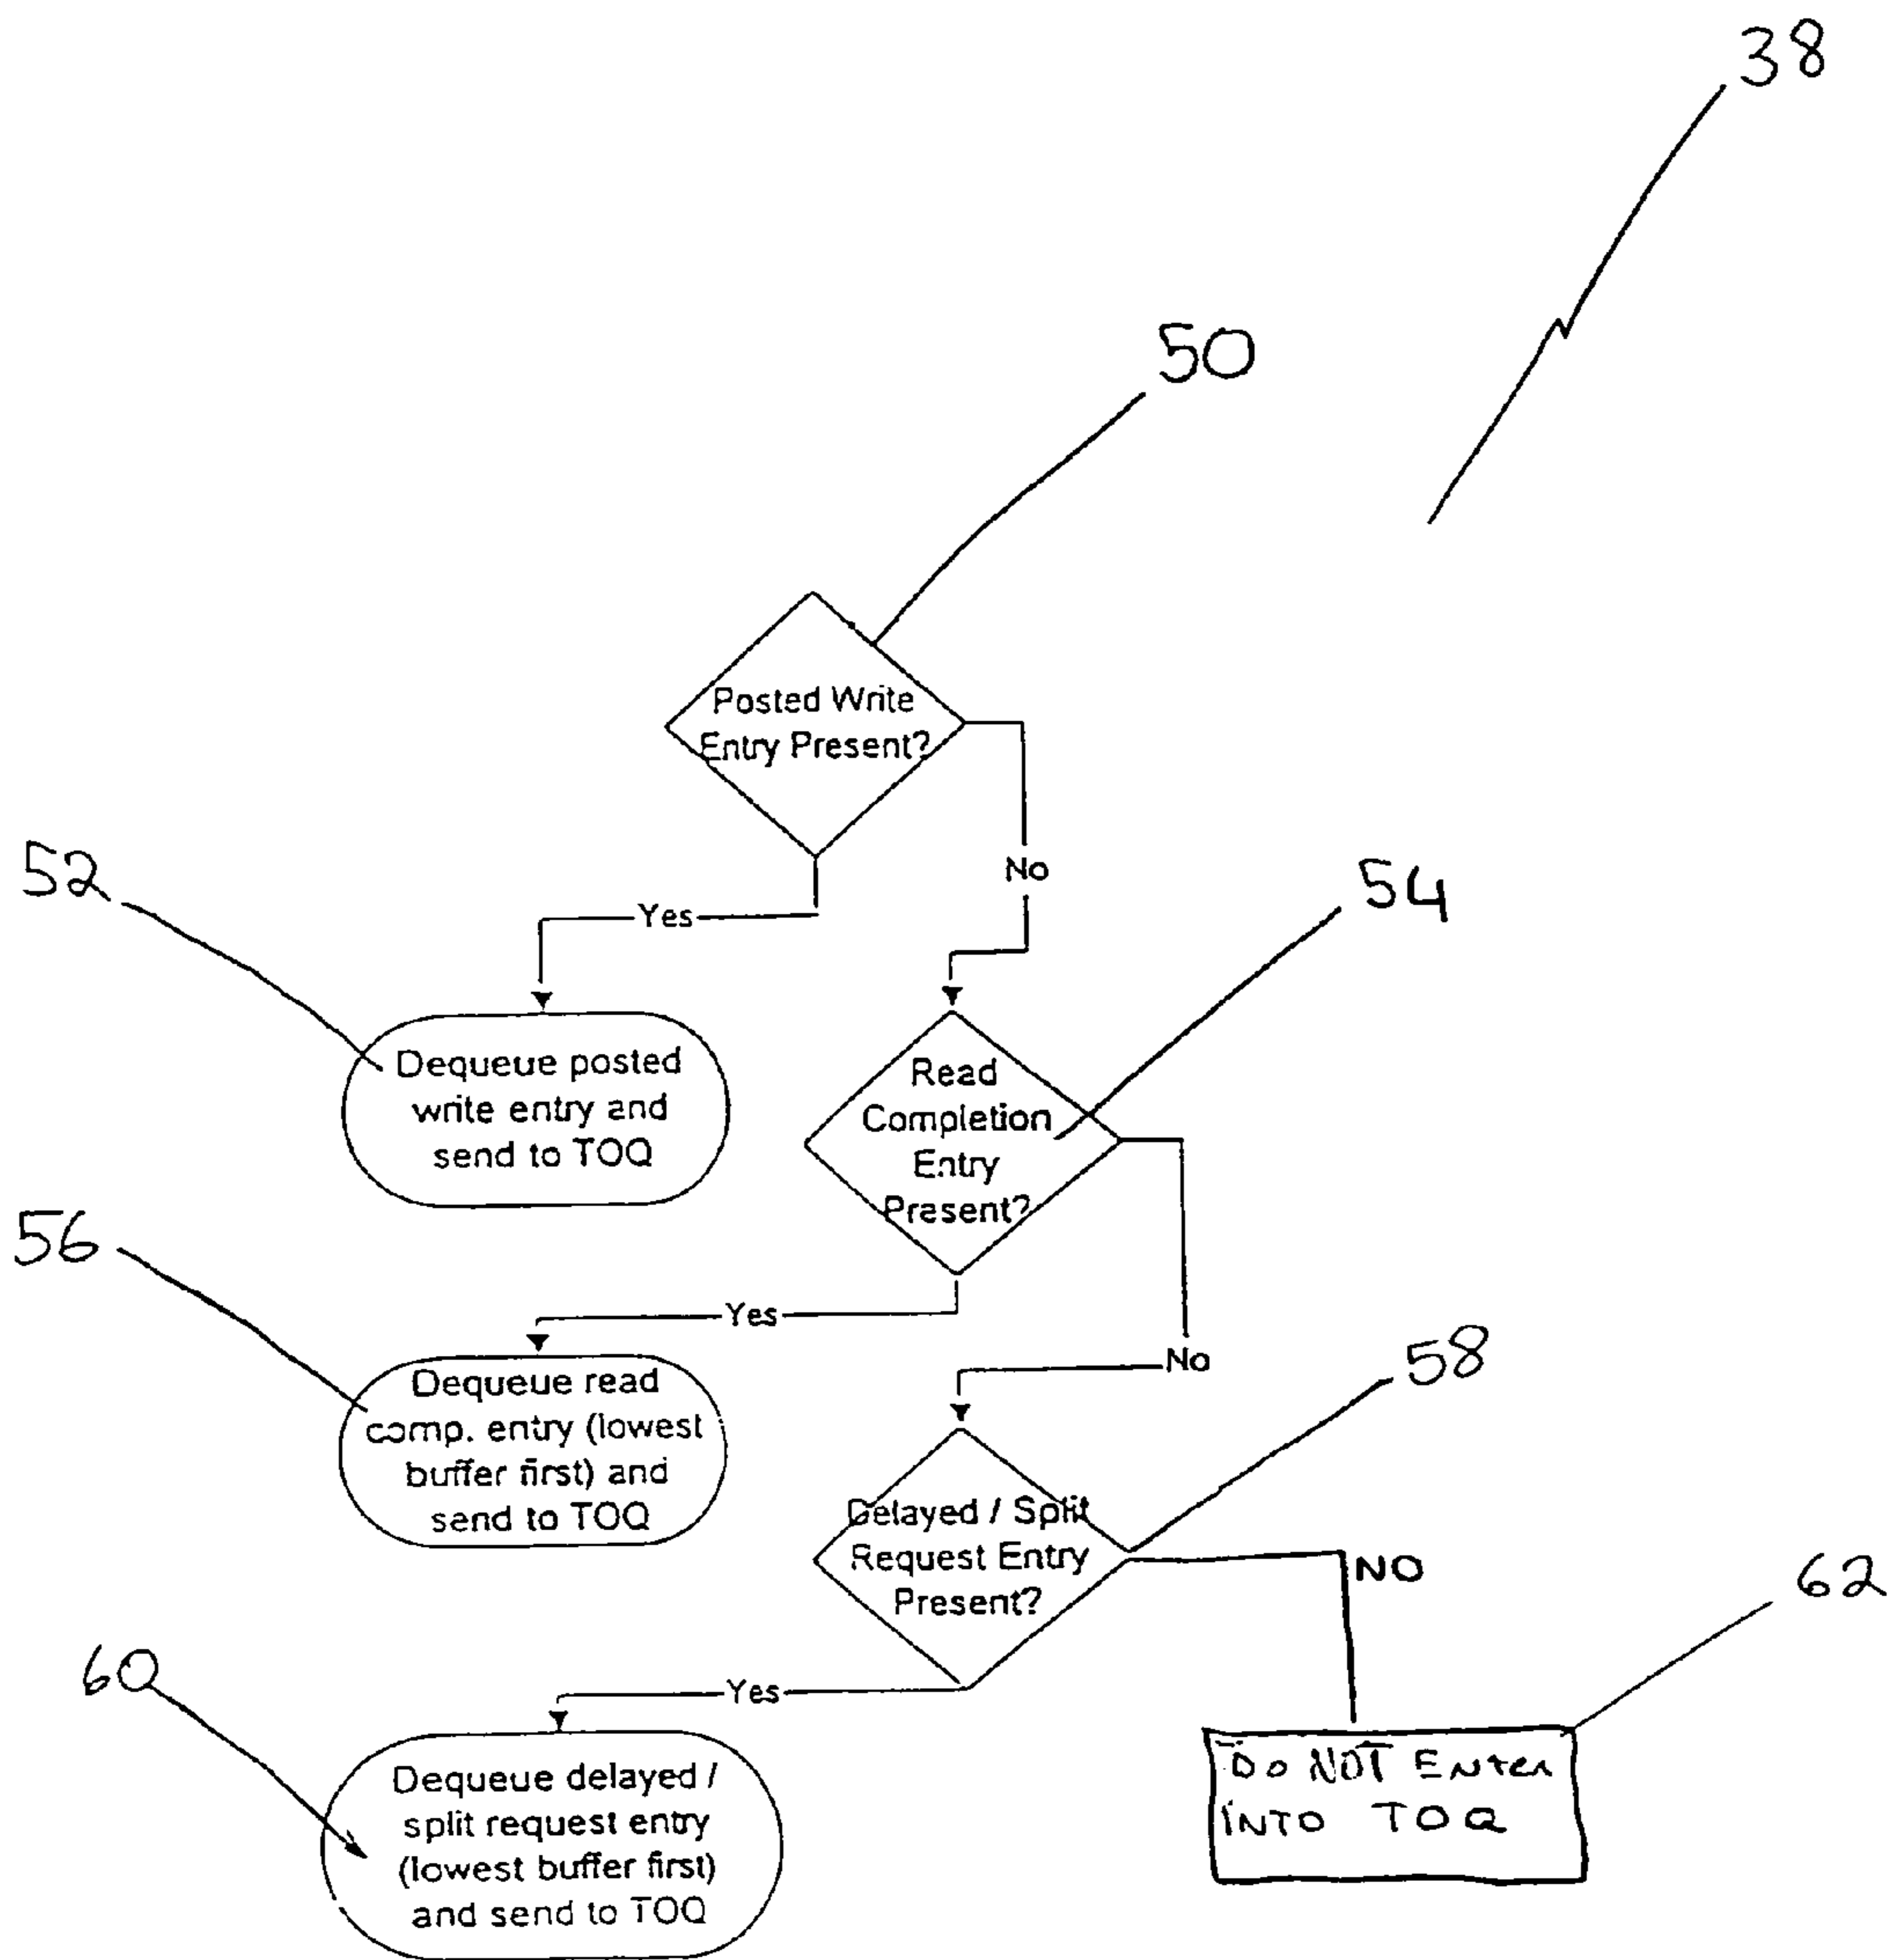 38
50
Posted Write
Entry Present?
52
No
54
Yes
Dequeue posted
write entry and
send to TOQ
Read
Completion
Entry
Present?
56
Yes
No
58
Dequeue read
comp. entry (lowest
buffer first) and
send to TOQ
Delayed / Split
Request Entry
Present?
NO
62
60
Yes
Dequeue delayed /
split request entry
(lowest buffer first)
and send to TOQ
Do NOT Enter
INTO TOQ